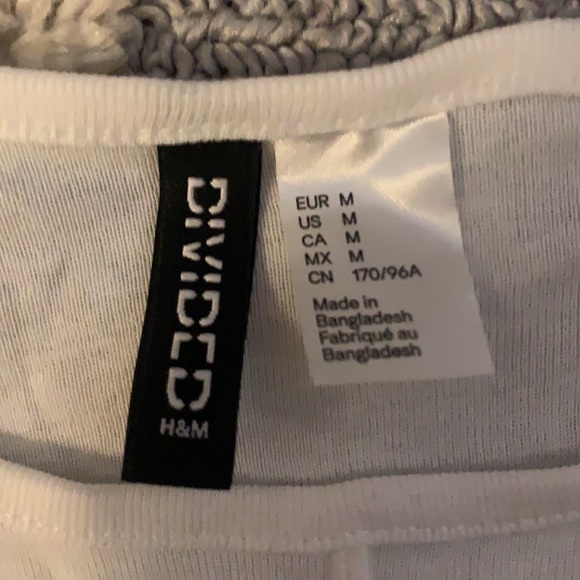 DIVIDED
H&M
EUR M
US M
CA M
MX M
CN 170/96A
Made in
Bangladesh
Fabriqué au
Bangladesh